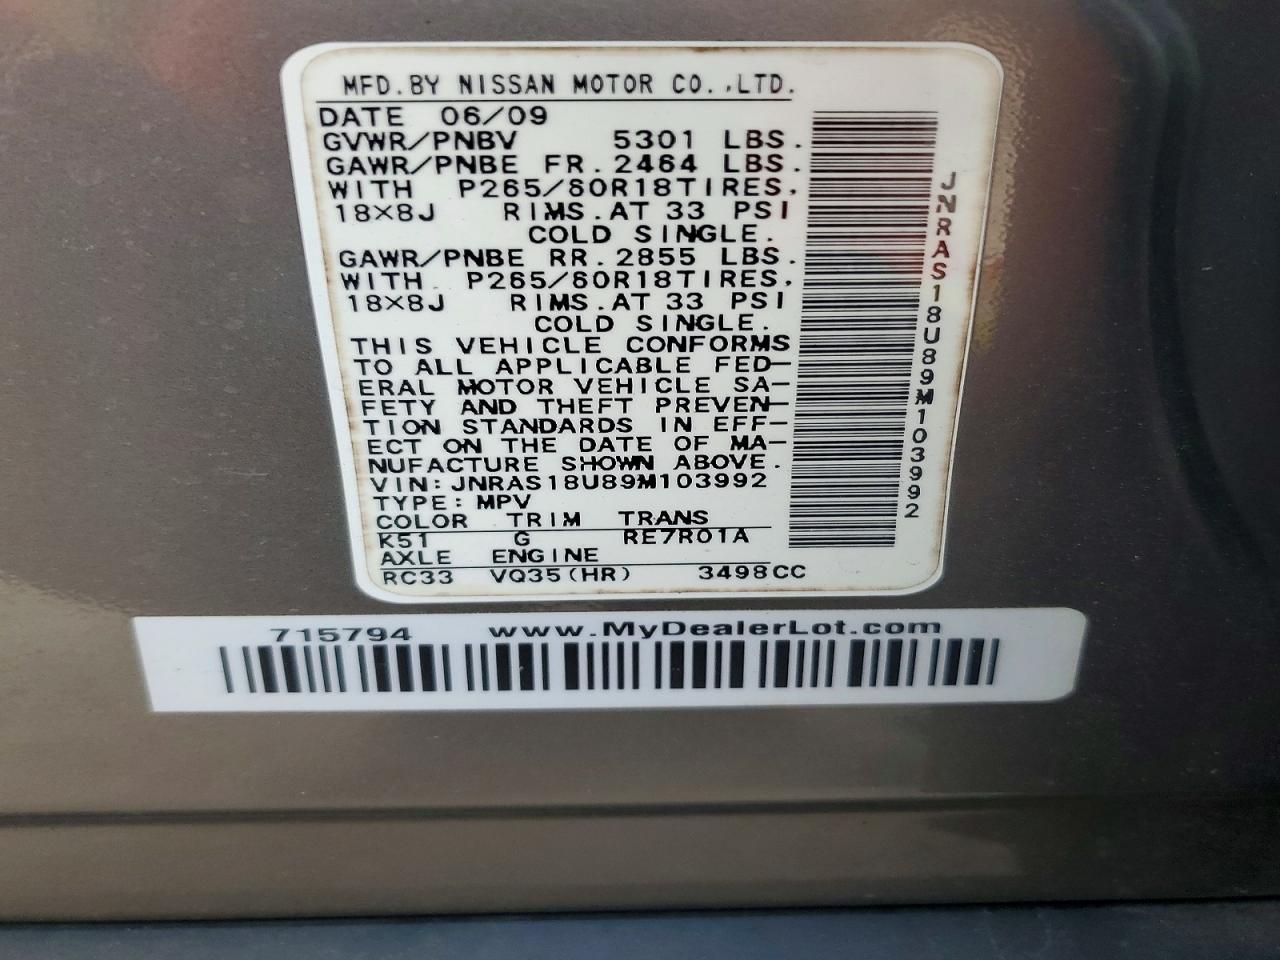 MFD.BY NISSAN MOTOR CO.,LTD.
DATE 06/09
GVWR/PNBV 5301 LBS.
GAWR/PNBE FR. 2464 LBS.
WITH P265/60R18TIRES.
18X8J RIMS.AT 33 PSI
COLD SINGLE.
GAWR/PNBE RR. 2855 LBS.
WITH P265/60R18TIRES.
18X8J RIMS.AT 33 PSI
COLD SINGLE.
THIS VEHICLE CONFORMS
TO ALL APPLICABLE FED-
ERAL MOTOR VEHICLE SA-
FETY AND THEFT PREVEN-
TION STANDARDS IN EFF-
ECT ON THE DATE OF MA-
NUFACTURE SHOWN ABOVE.
VIN: JNRAS18U89M103992
TYPE: MPV
COLOR TRIM TRANS
K51 G RE7R01A
AXLE ENGINE
RC33 VQ35(HR) 3498CC
JNRAS18U89M103992
715794 www.MyDealerLot.com